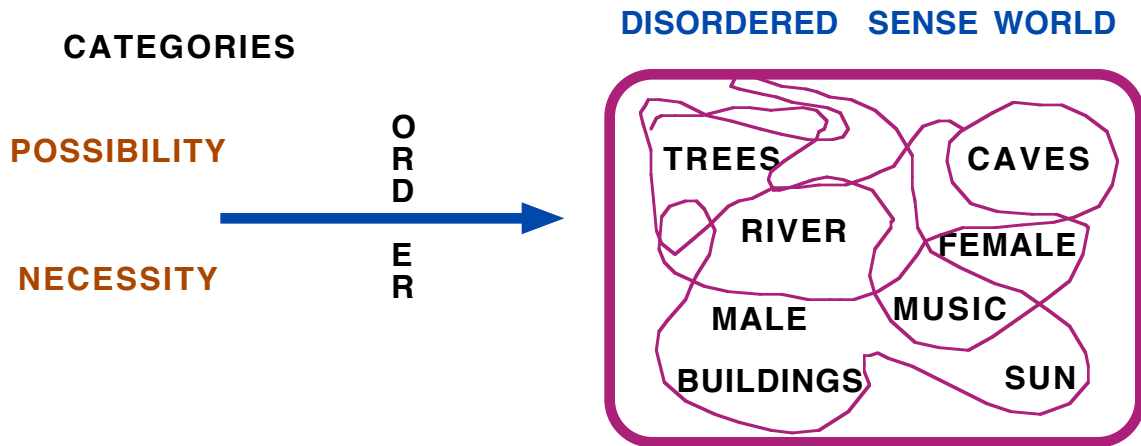 CATEGORIES
POSSIBILITY
NECESSITY
O
R
D
E
R
DISORDERED SENSE WORLD
TREES
CAVES
RIVER
FEMALE
MUSIC
MALE
BUILDINGS
SUN